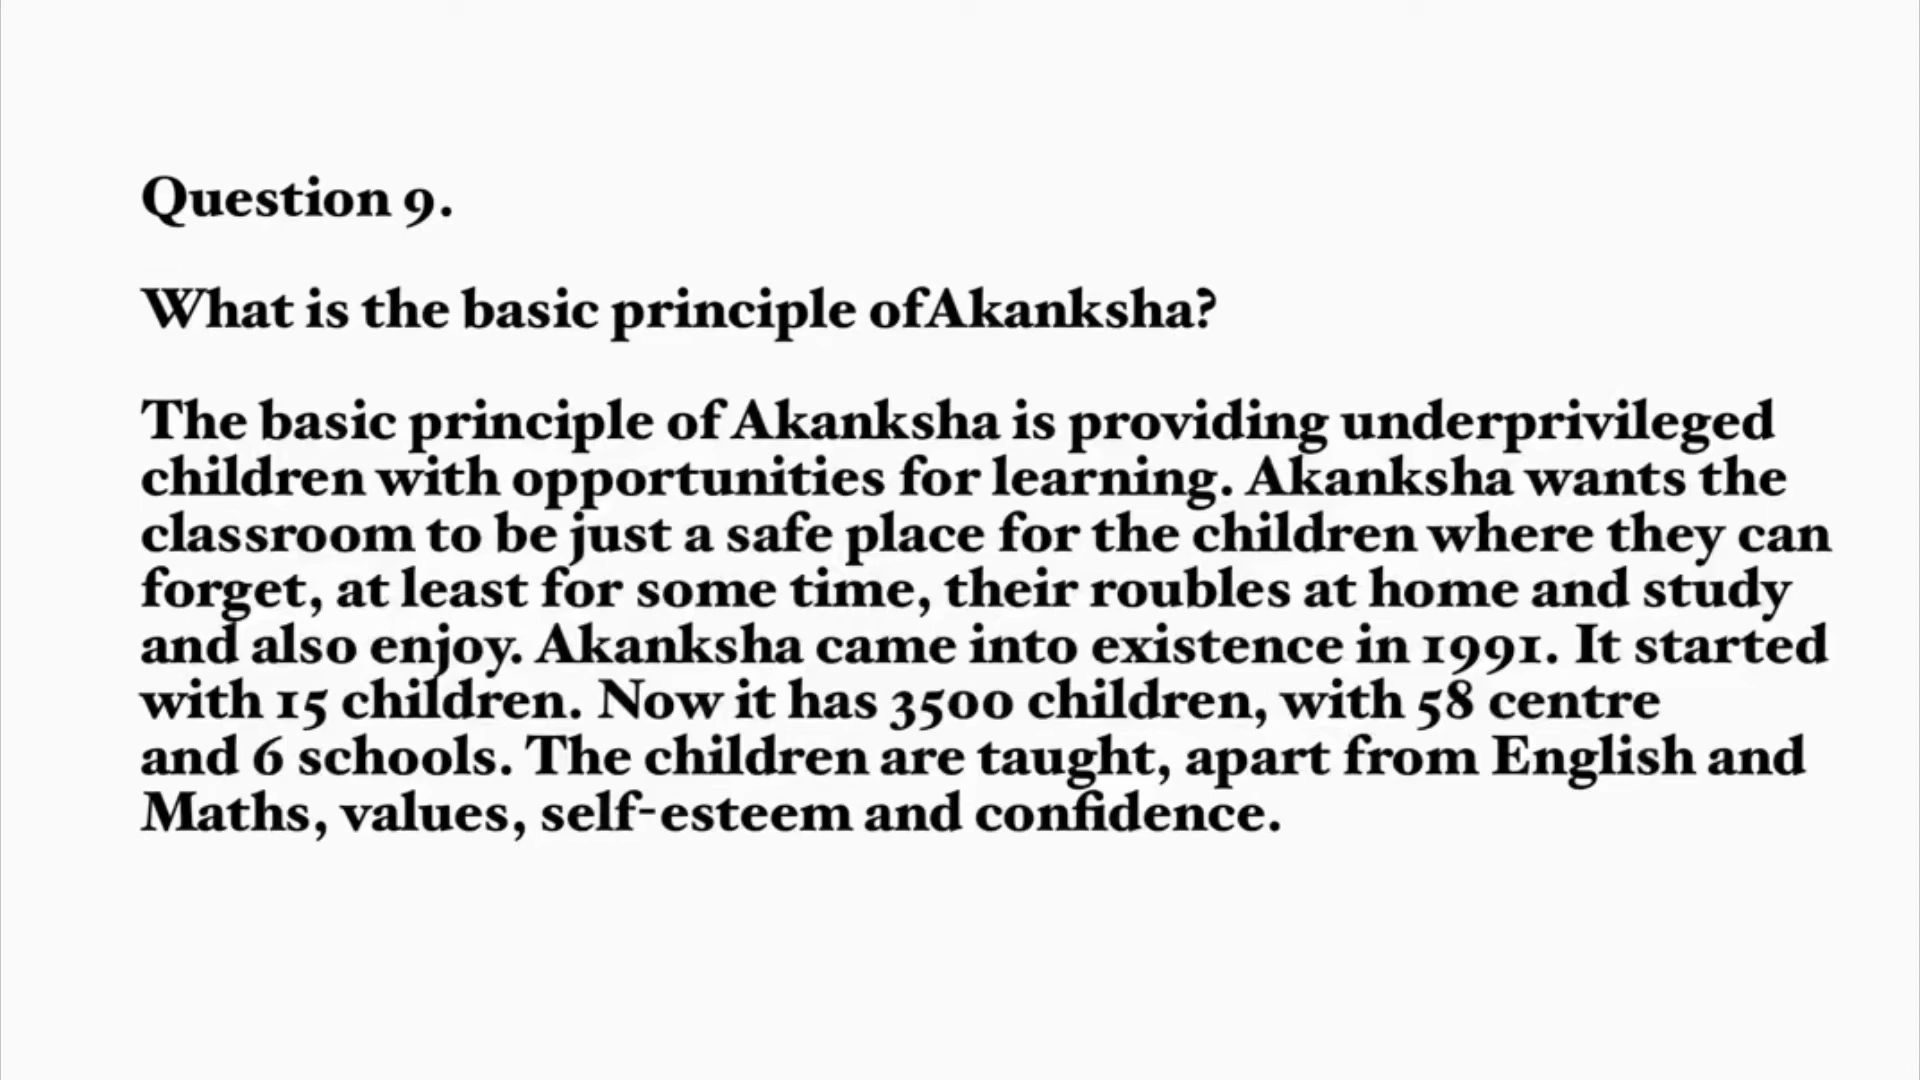 Question 9.
What is the basic principle ofAkanksha?
The basic principle of Akanksha is providing underprivileged
children with opportunities for learning. Akanksha wants the
classroom to be just a safe place for the children where they can
forget, at least for some time, their roubles at home and study
and also enjoy. Akanksha came into existence in 1991. It started
with 15 children. Now it has 3500 children, with 58 centre
and 6 schools. The children are taught, apart from English and
Maths, values, self-esteem and confidence.